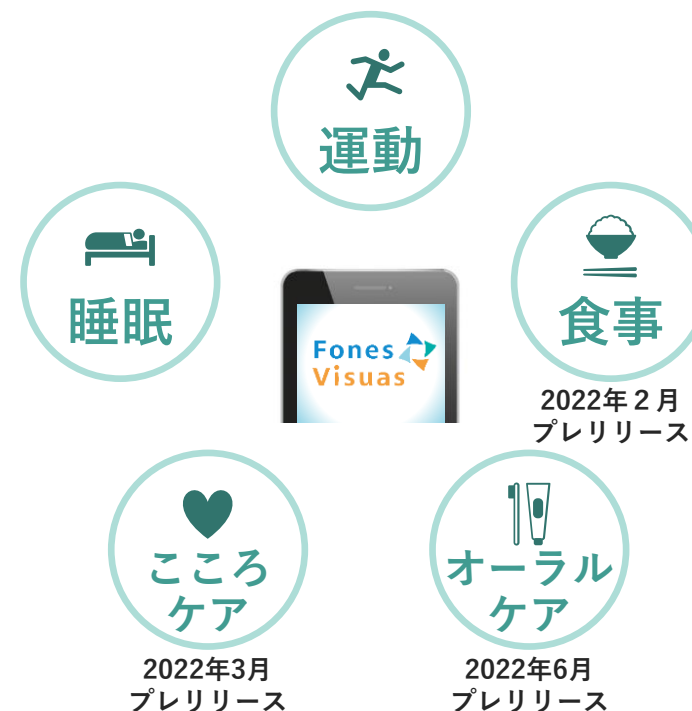 運動
睡眠
食事
Fones
Visuas
2022年２月
プレリリース
こころ
ケア
オーラル
ケア
2022年3月
プレリリース
2022年6月
プレリリース